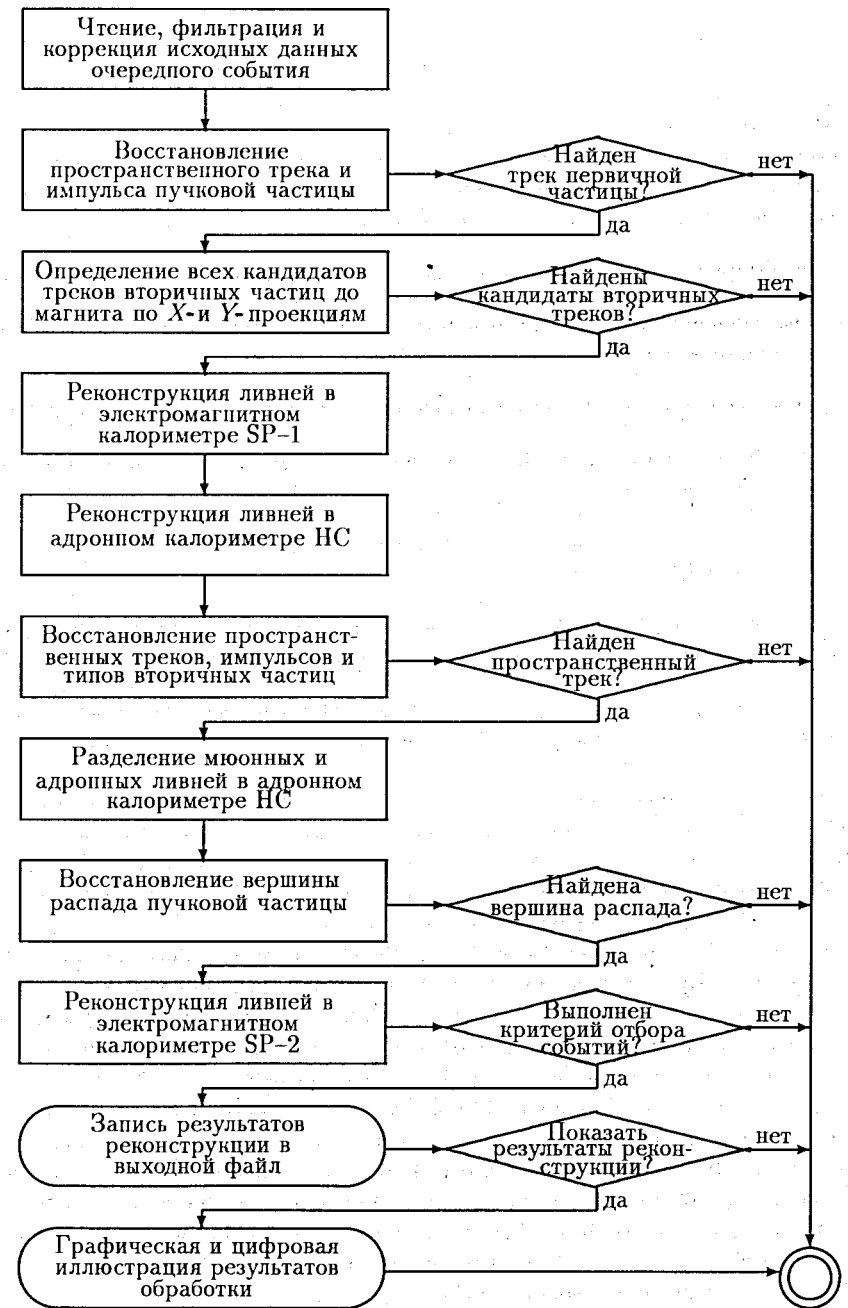 Чтение, фильтрация и
коррекция исходных данных
очередного события
Восстановление
пространственного трека и
импульса пучковой частицы
Найден
трек первичной
частицы?
нет
да
Определение всех кандидатов
треков вторичных частиц до
магнита по X- и Y- проекциям
Найдены
кандидаты вторичных
треков?
нет
да
Реконструкция ливней в
электромагнитном
калориметре SP–1
Реконструкция ливней в
адронном калориметре HC
Восстановление пространст-
венных треков, импульсов и
типов вторичных частиц
Найден
пространственный
трек?
нет
да
Разделение мюонных и
адронных ливней в адронном
калориметре HC
Восстановление вершины
распада пучковой частицы
Найдена
вершина распада?
нет
да
Реконструкция ливней в
электромагнитном
калориметре SP–2
Выполнен
критерий отбора
событий?
нет
да
Запись результатов
реконструкции в
выходной файл
Показать
результаты рекон-
струкции?
нет
да
Графическая и цифровая
иллюстрация результатов
обработки